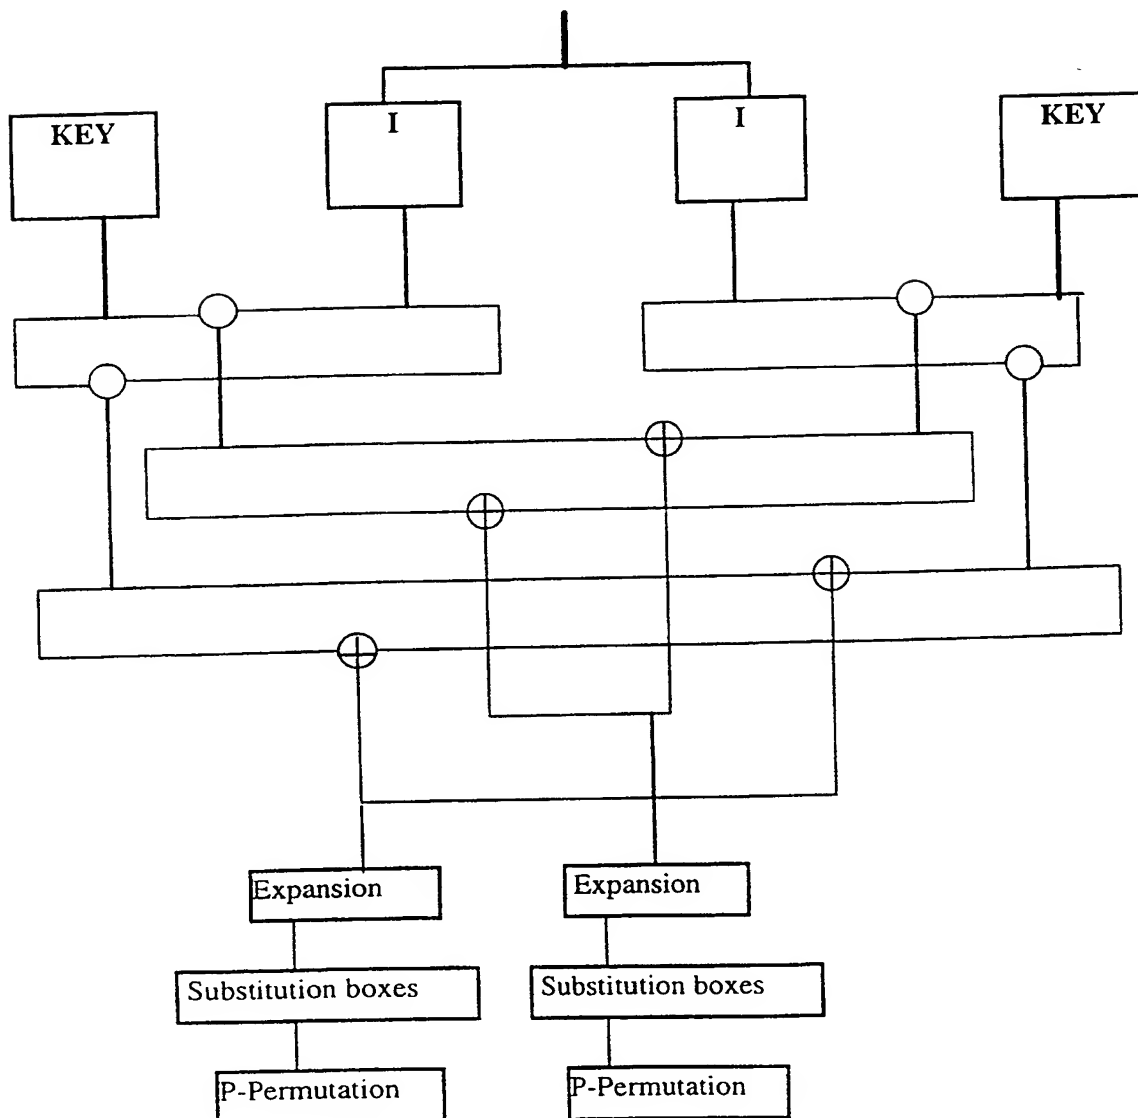 KEY
I
I
KEY
Expansion
Expansion
Substitution boxes
Substitution boxes
P-Permutation
P-Permutation